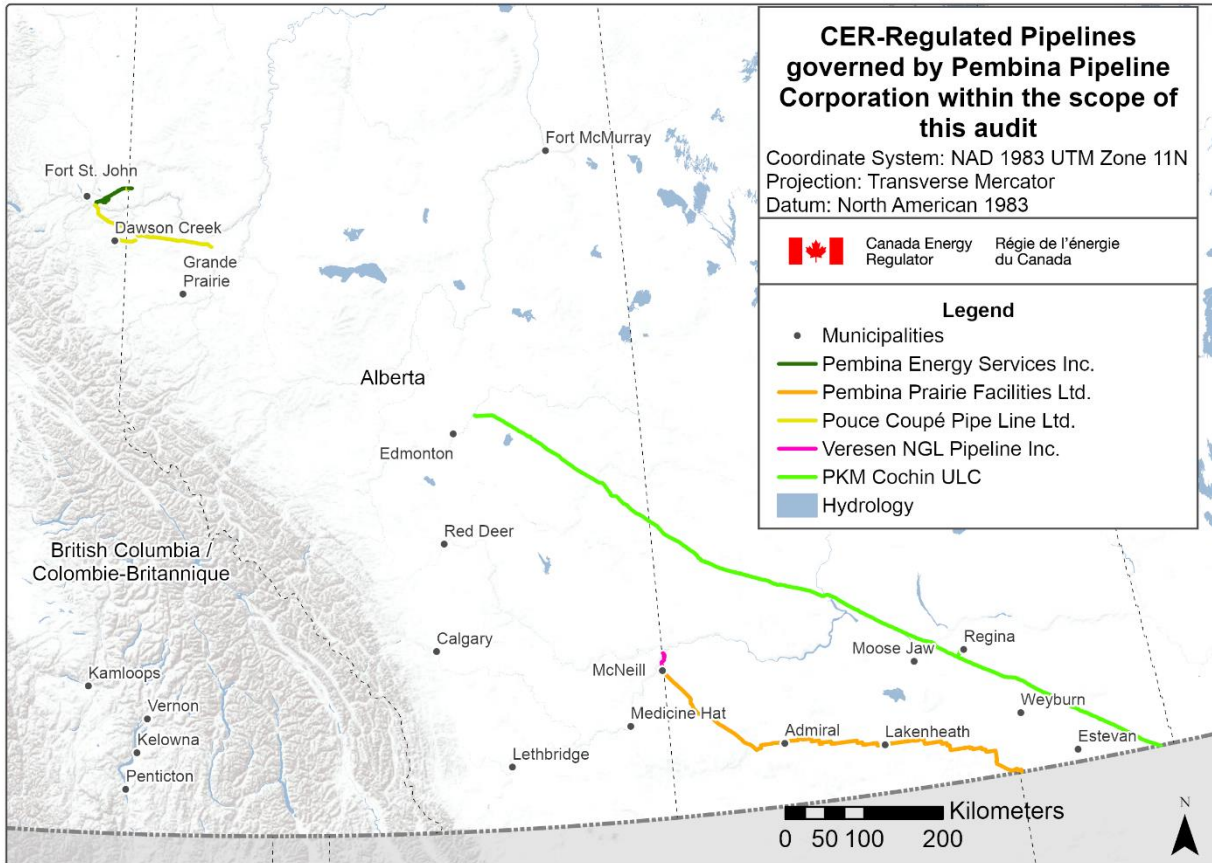 CER-Regulated Pipelines
governed by Pembina Pipeline
Corporation within the scope of
this audit
Coordinate System: NAD 1983 UTM Zone 11N
Projection: Transverse Mercator
Datum: North American 1983
Canada Energy
Regulator
Régie de l'énergie
du Canada
Legend
Municipalities
Pembina Energy Services Inc.
Pembina Prairie Facilities Ltd.
Pouce Coupé Pipe Line Ltd.
Veresen NGL Pipeline Inc.
PKM Cochin ULC
Hydrology
Fort McMurray
Fort St. John
Dawson Creek
Grande
Prairie
Alberta
Edmonton
Red Deer
British Columbia /
Colombie-Britannique
Calgary
Regina
Moose Jaw
McNeill
Kamloops
Weyburn
Vernon
Medicine Hat
Admiral
Lakenheath
Kelowna
Estevan
Lethbridge
Penticton
Kilometers
0 50 100 200
N